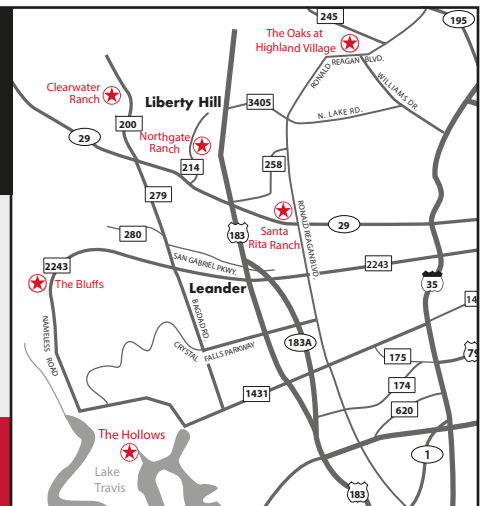 245
195
The Oaks at
Highland Village
RONALD REAGAN BLVD.
WILLIAMS DR.
Clearwater
Ranch
Liberty Hill
3405
N. LAKE RD.
200
29
Northgate
Ranch
214
258
279
Santa
Rita Ranch
RONALD REAGAN BLVD.
29
183
280
SAN GABRIEL PKWY.
2243
2243
The Bluffs
Leander
35
BAGDAD RD.
14
NAMELESS ROAD
CRYSTAL FALLS PARKWAY
183A
175
79
174
1431
620
The Hollows
1
Lake
Travis
183